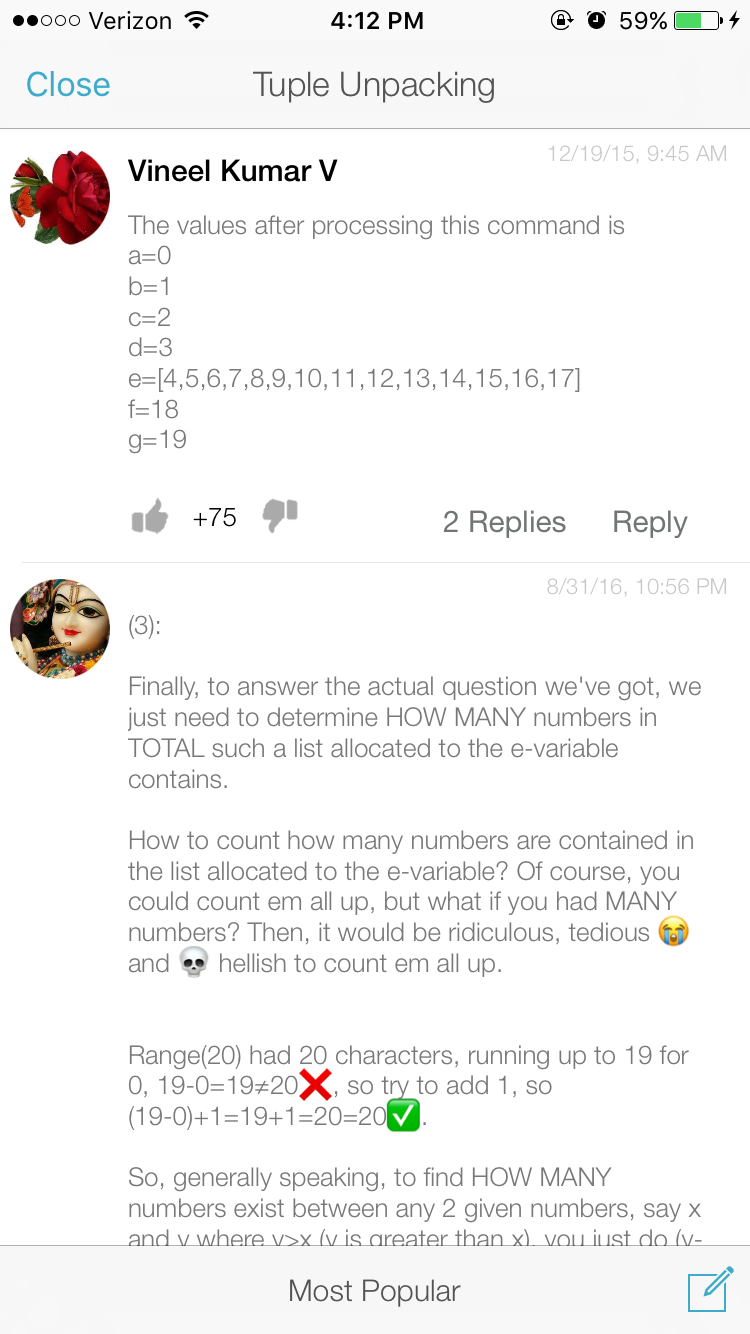 Verizon 4:12 PM 59%
Close Tuple Unpacking
12/19/15, 9:45 AM
Vineel Kumar V
The values after processing this command is
a=0
b=1
c=2
d=3
e=[4,5,6,7,8,9,10,11,12,13,14,15,16,17]
f=18
g=19
+75 2 Replies Reply
8/31/16, 10:56 PM
(3):
Finally, to answer the actual question we've got, we
just need to determine HOW MANY numbers in
TOTAL such a list allocated to the e-variable
contains.
How to count how many numbers are contained in
the list allocated to the e-variable? Of course, you
could count em all up, but what if you had MANY
numbers? Then, it would be ridiculous, tedious 😭
and 💀 hellish to count em all up.
Range(20) had 20 characters, running up to 19 for
0, 19-0=19≠20❌, so try to add 1, so
(19-0)+1=19+1=20=20✅.
So, generally speaking, to find HOW MANY
numbers exist between any 2 given numbers, say x
and y where y>x (y is greater than x), you just do (y-
Most Popular